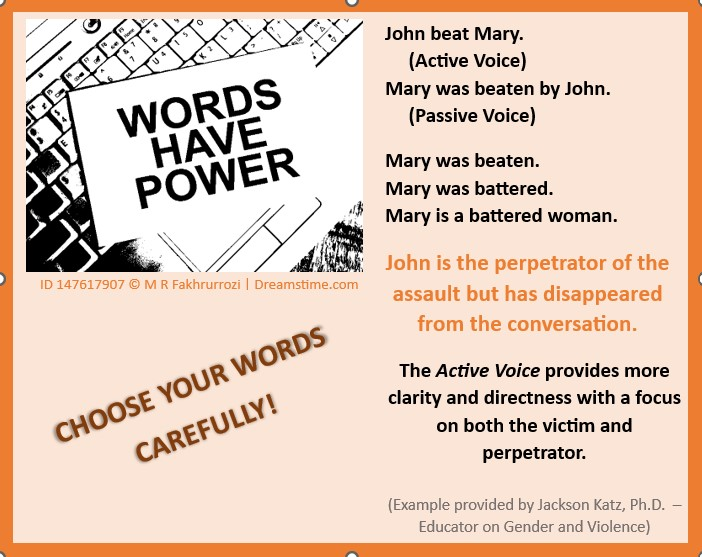 WORDS
HAVE
POWER
ID 147617907 © M R Fakhrurrozi | Dreamstime.com
CHOOSE YOUR WORDS
CAREFULLY!
John beat Mary.
(Active Voice)
Mary was beaten by John.
(Passive Voice)
Mary was beaten.
Mary was battered.
Mary is a battered woman.
John is the perpetrator of the
assault but has disappeared
from the conversation.
The Active Voice provides more
clarity and directness with a focus
on both the victim and
perpetrator.
(Example provided by Jackson Katz, Ph.D. –
Educator on Gender and Violence)